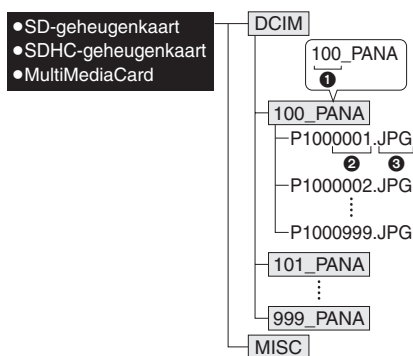 ●SD-geheugenkaart
●SDHC-geheugenkaart
●MultiMediaCard
DCIM
100_PANA
❶
100_PANA
P1000001.JPG
❷ ❸
P1000002.JPG
P1000999.JPG
101_PANA
999_PANA
MISC